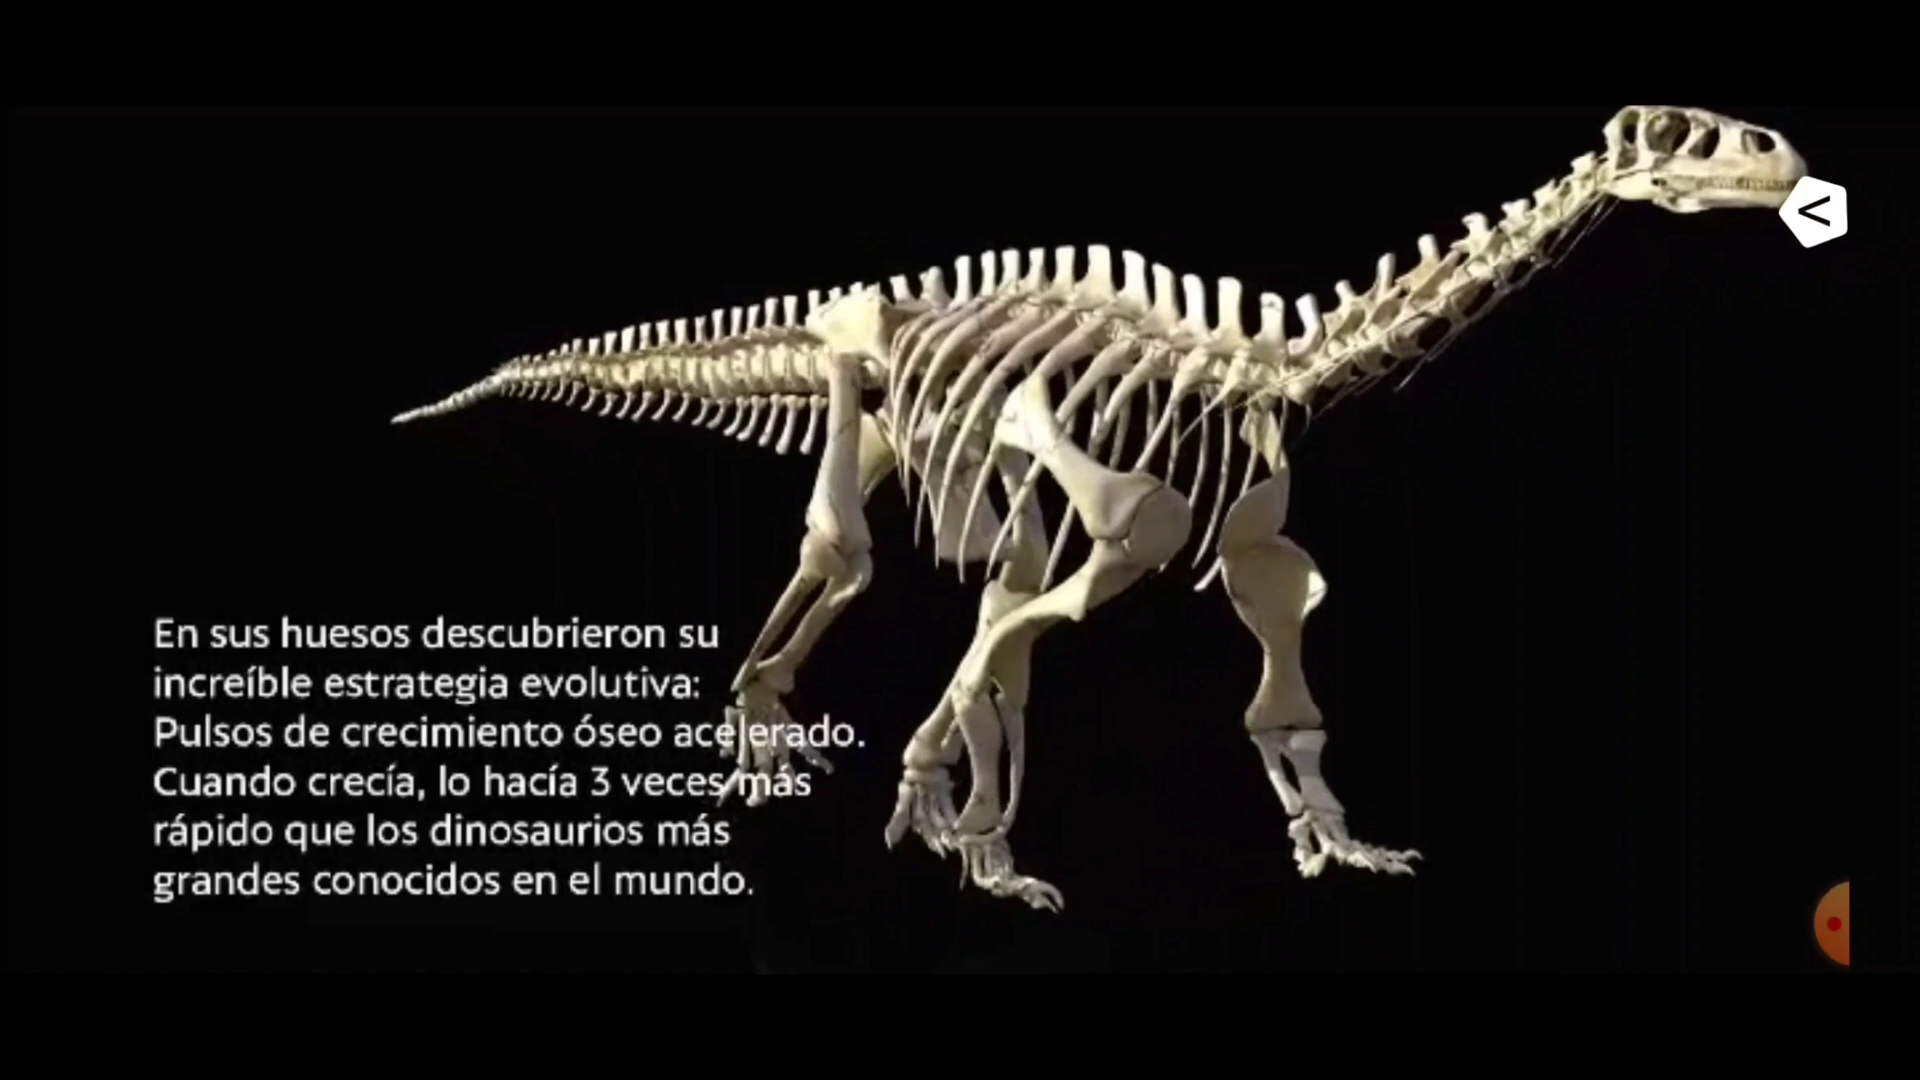 En sus huesos descubrieron su
increíble estrategia evolutiva:
Pulsos de crecimiento óseo acelerado.
Cuando crecía, lo hacía 3 veces más
rápido que los dinosaurios más
grandes conocidos en el mundo.